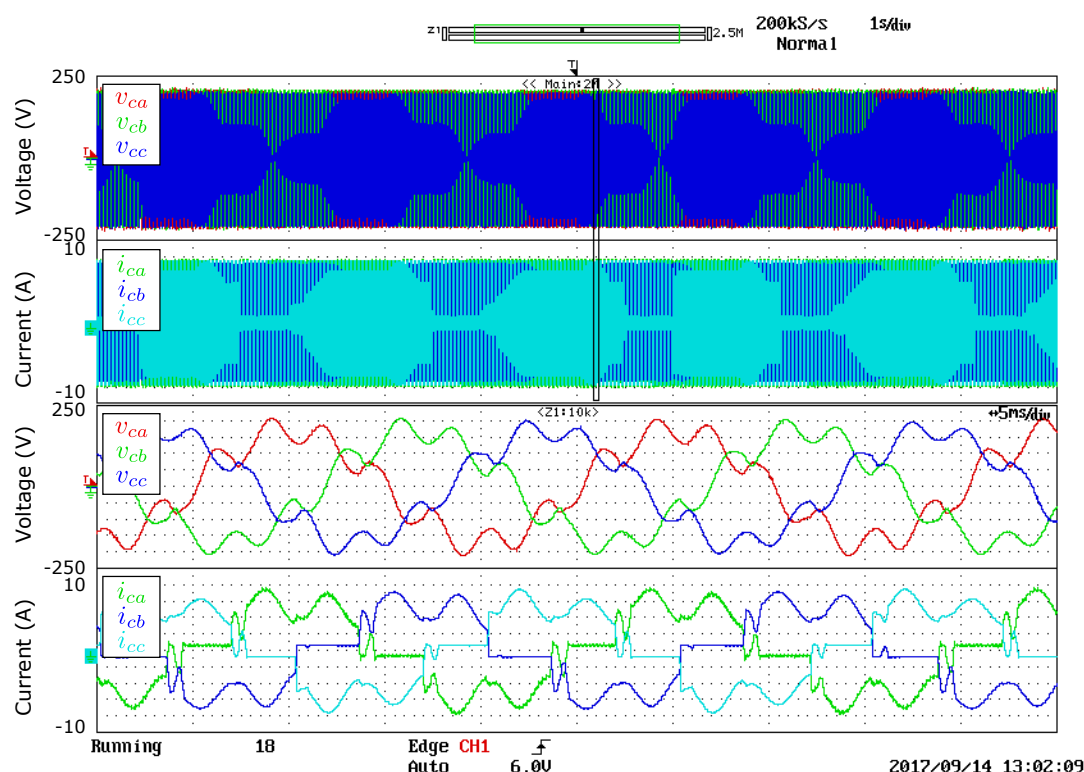 Z1 2.5M 200kS/s 1s/div
Normal
T
<< Main:2M >>
250
Voltage (V)
v_ca
v_cb
v_cc
T
-250
10
Current (A)
i_ca
i_cb
i_cc
-10
<Z1:10k> ↔5ms/div
250
Voltage (V)
v_ca
v_cb
v_cc
T
-250
10
Current (A)
i_ca
i_cb
i_cc
-10
Running 18 Edge CH1
Auto 6.0V
2017/09/14 13:02:09